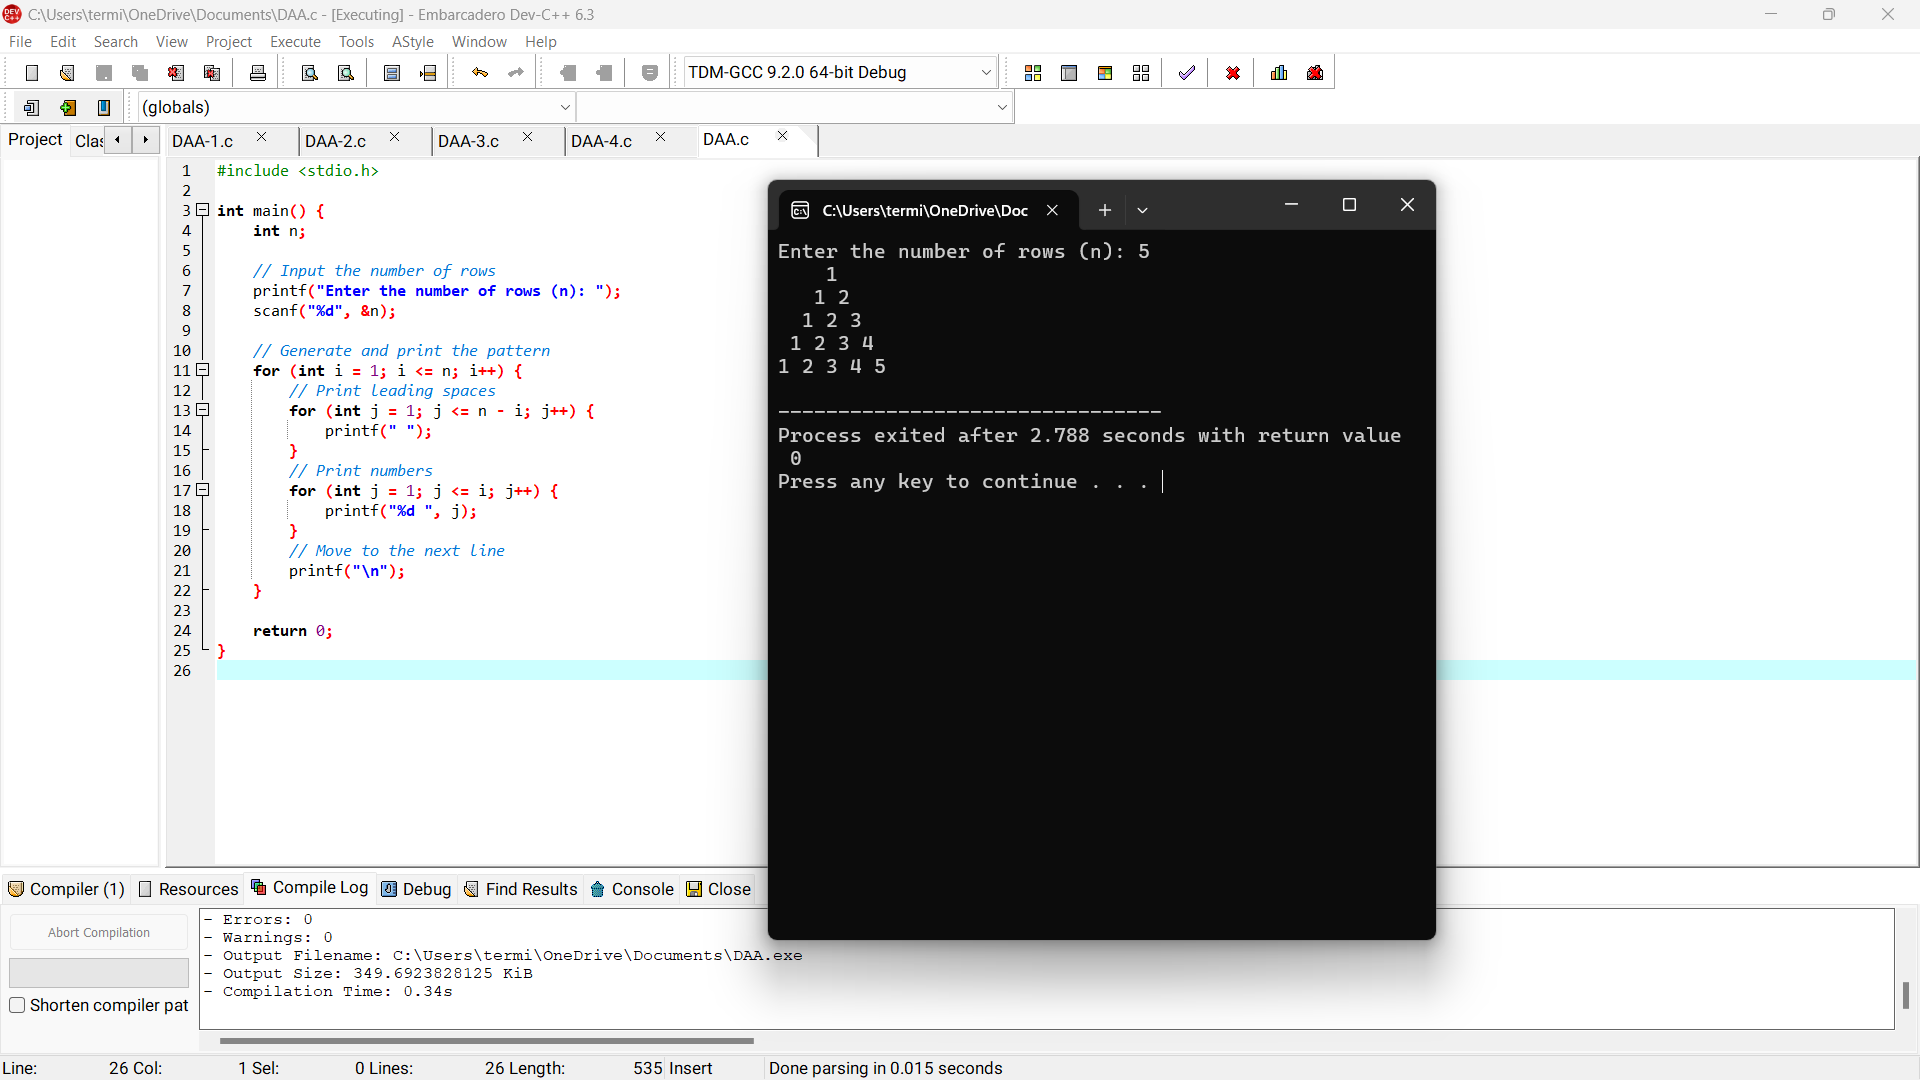 C:\Users\termi\OneDrive\Documents\DAA.c - [Executing] - Embarcadero Dev-C++ 6.3
File Edit Search View Project Execute Tools AStyle Window Help
TDM-GCC 9.2.0 64-bit Debug
(globals)
Project Clas DAA-1.c DAA-2.c DAA-3.c DAA-4.c DAA.c
1 #include <stdio.h>
2
3 int main() {
4 int n;
5
6 // Input the number of rows
7 printf("Enter the number of rows (n): ");
8 scanf("%d", &n);
9
10 // Generate and print the pattern
11 for (int i = 1; i <= n; i++) {
12 // Print leading spaces
13 for (int j = 1; j <= n - i; j++) {
14 printf(" ");
15 }
16 // Print numbers
17 for (int j = 1; j <= i; j++) {
18 printf("%d ", j);
19 }
20 // Move to the next line
21 printf("\n");
22 }
23
24 return 0;
25 }
26
C:\Users\termi\OneDrive\Doc
Enter the number of rows (n): 5
    1
   1 2
  1 2 3
 1 2 3 4
1 2 3 4 5
--------------------------------
Process exited after 2.788 seconds with return value
 0
Press any key to continue . . .
Compiler (1) Resources Compile Log Debug Find Results Console Close
Abort Compilation
Shorten compiler pat
- Errors: 0
- Warnings: 0
- Output Filename: C:\Users\termi\OneDrive\Documents\DAA.exe
- Output Size: 349.6923828125 KiB
- Compilation Time: 0.34s
Line: 26 Col: 1 Sel: 0 Lines: 26 Length: 535 Insert Done parsing in 0.015 seconds